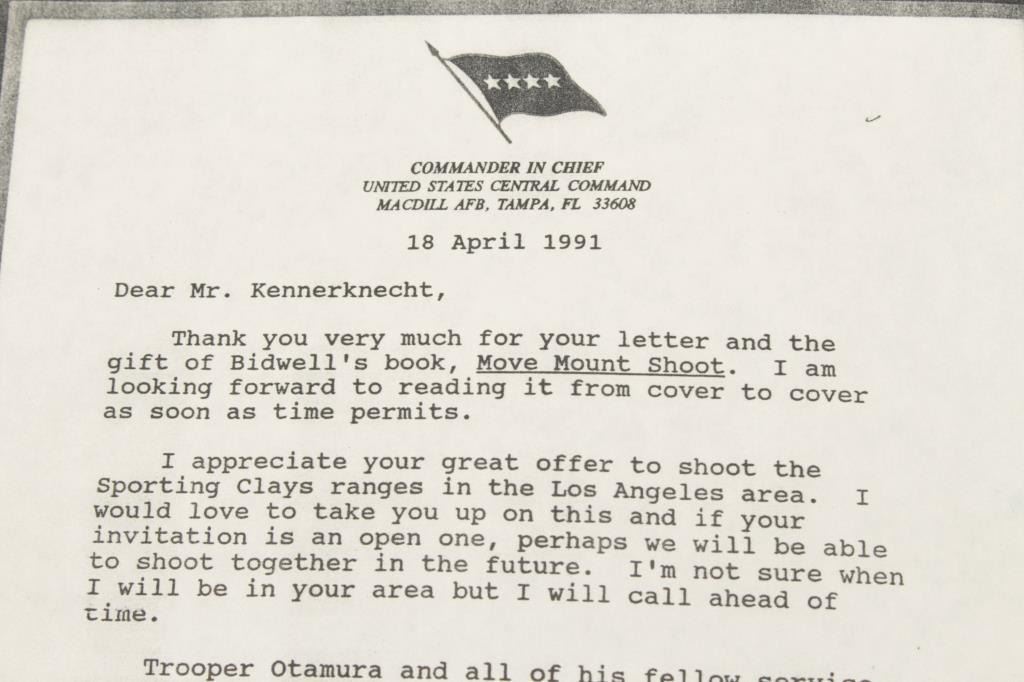 COMMANDER IN CHIEF
UNITED STATES CENTRAL COMMAND
MACDILL AFB, TAMPA, FL 33608
18 April 1991
Dear Mr. Kennerknecht,
Thank you very much for your letter and the
gift of Bidwell's book, Move Mount Shoot. I am
looking forward to reading it from cover to cover
as soon as time permits.
I appreciate your great offer to shoot the
Sporting Clays ranges in the Los Angeles area. I
would love to take you up on this and if your
invitation is an open one, perhaps we will be able
to shoot together in the future. I'm not sure when
I will be in your area but I will call ahead of
time.
Trooper Otamura and all of his fellow service